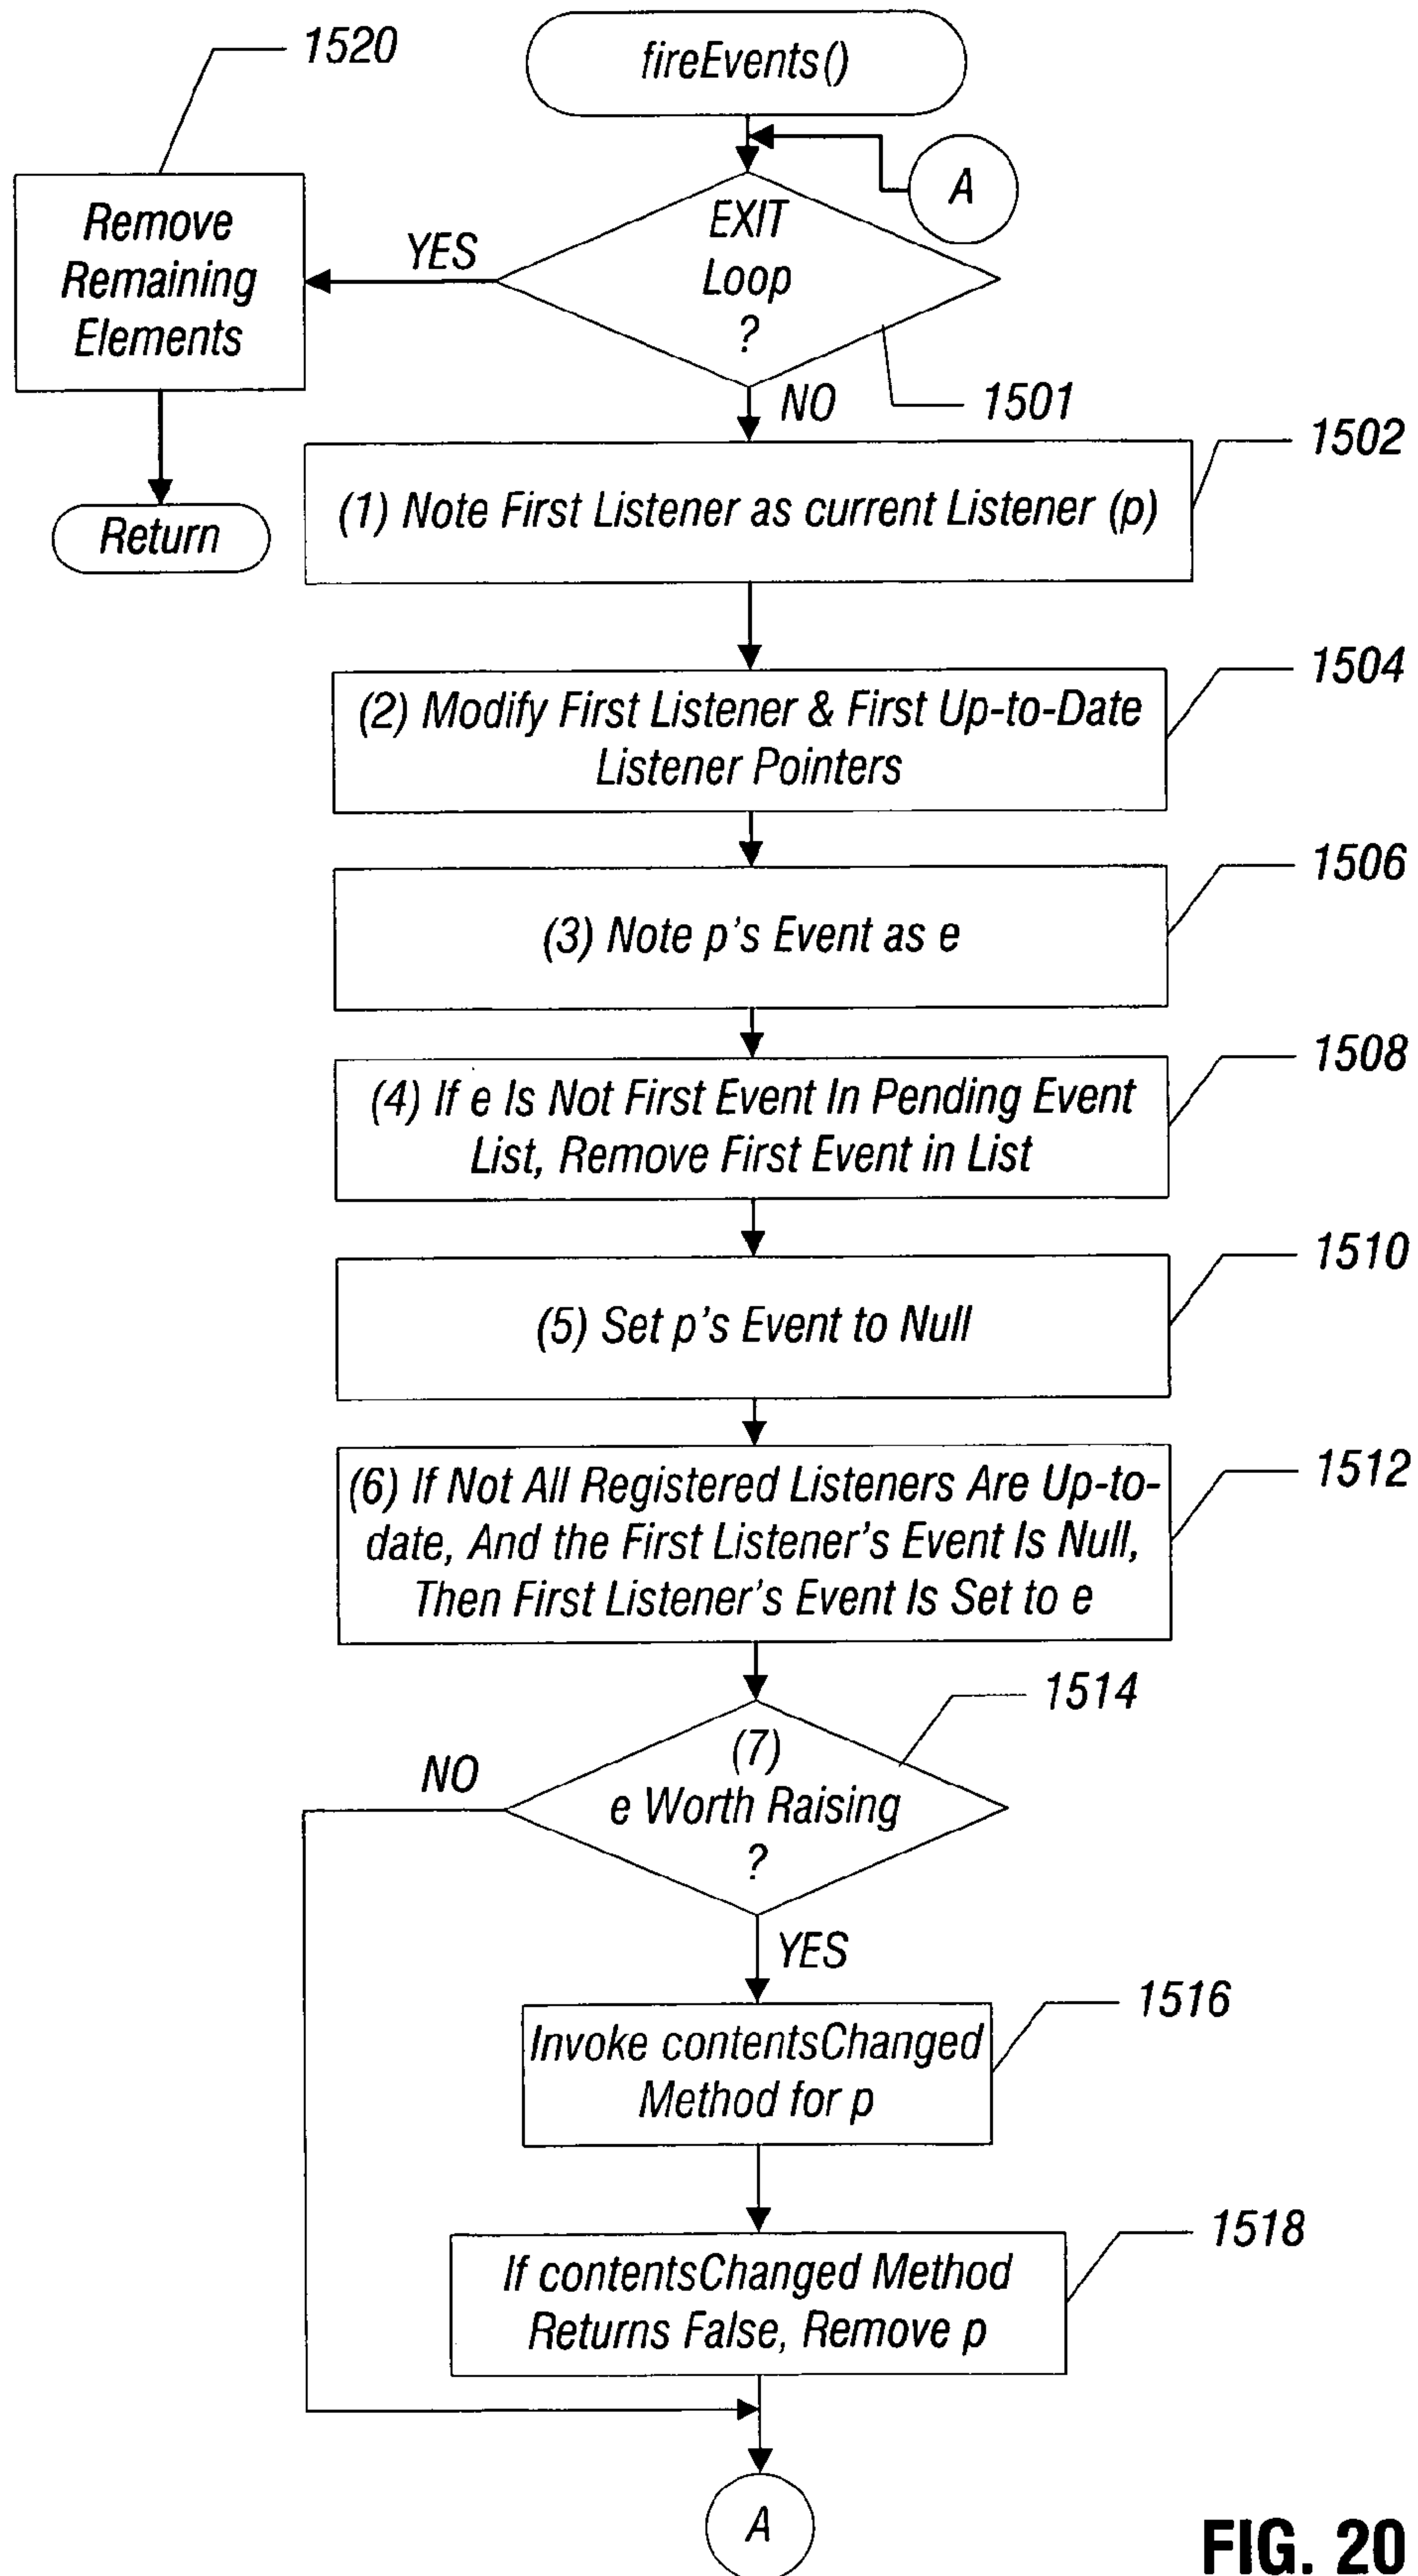 1520
fireEvents()
A
Remove
Remaining
Elements
YES
EXIT
Loop
?
1501
NO
1502
Return
(1) Note First Listener as current Listener (p)
1504
(2) Modify First Listener & First Up-to-Date
Listener Pointers
1506
(3) Note p's Event as e
1508
(4) If e Is Not First Event In Pending Event
List, Remove First Event in List
1510
(5) Set p's Event to Null
1512
(6) If Not All Registered Listeners Are Up-to-
date, And the First Listener's Event Is Null,
Then First Listener's Event Is Set to e
1514
NO
(7)
e Worth Raising
?
YES
1516
Invoke contentsChanged
Method for p
1518
If contentsChanged Method
Returns False, Remove p
A
FIG. 20